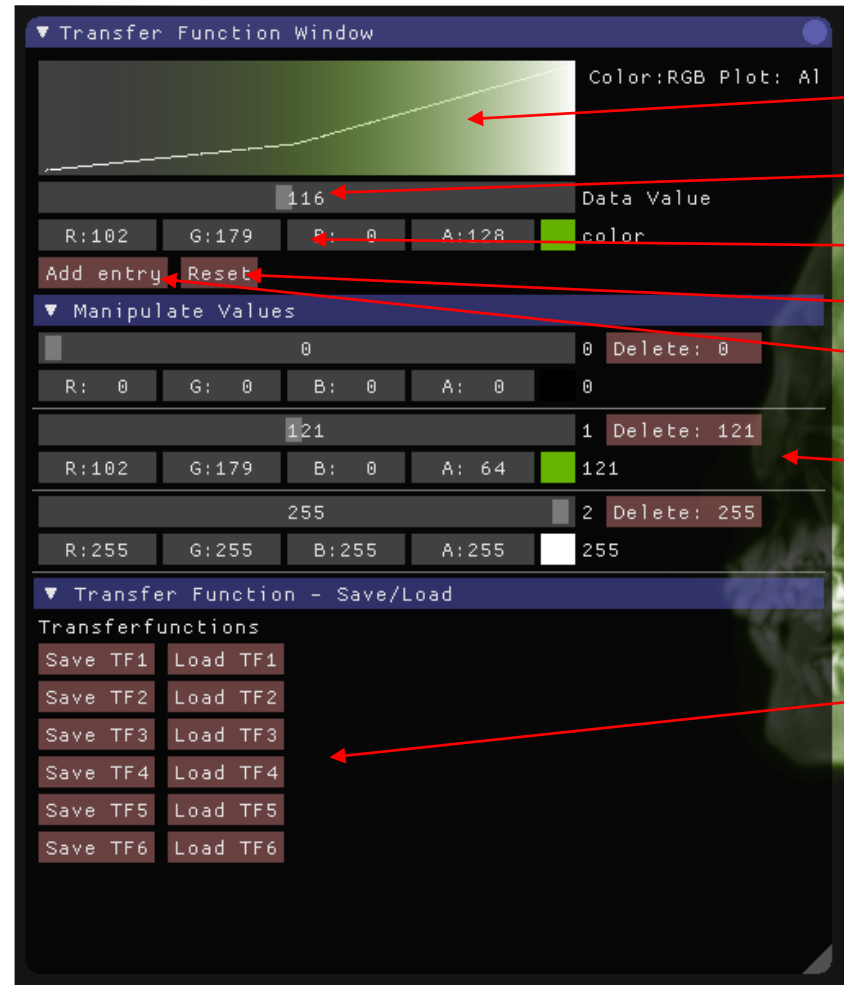 Transfer Function Window
Color:RGB Plot: Al
116 Data Value
R:102 G:179 B: 0 A:128 color
Add entry Reset
Manipulate Values
0 0 Delete: 0
R: 0 G: 0 B: 0 A: 0 0
121 1 Delete: 121
R:102 G:179 B: 0 A: 64 121
255 2 Delete: 255
R:255 G:255 B:255 A:255 255
Transfer Function - Save/Load
Transferfunctions
Save TF1 Load TF1
Save TF2 Load TF2
Save TF3 Load TF3
Save TF4 Load TF4
Save TF5 Load TF5
Save TF6 Load TF6